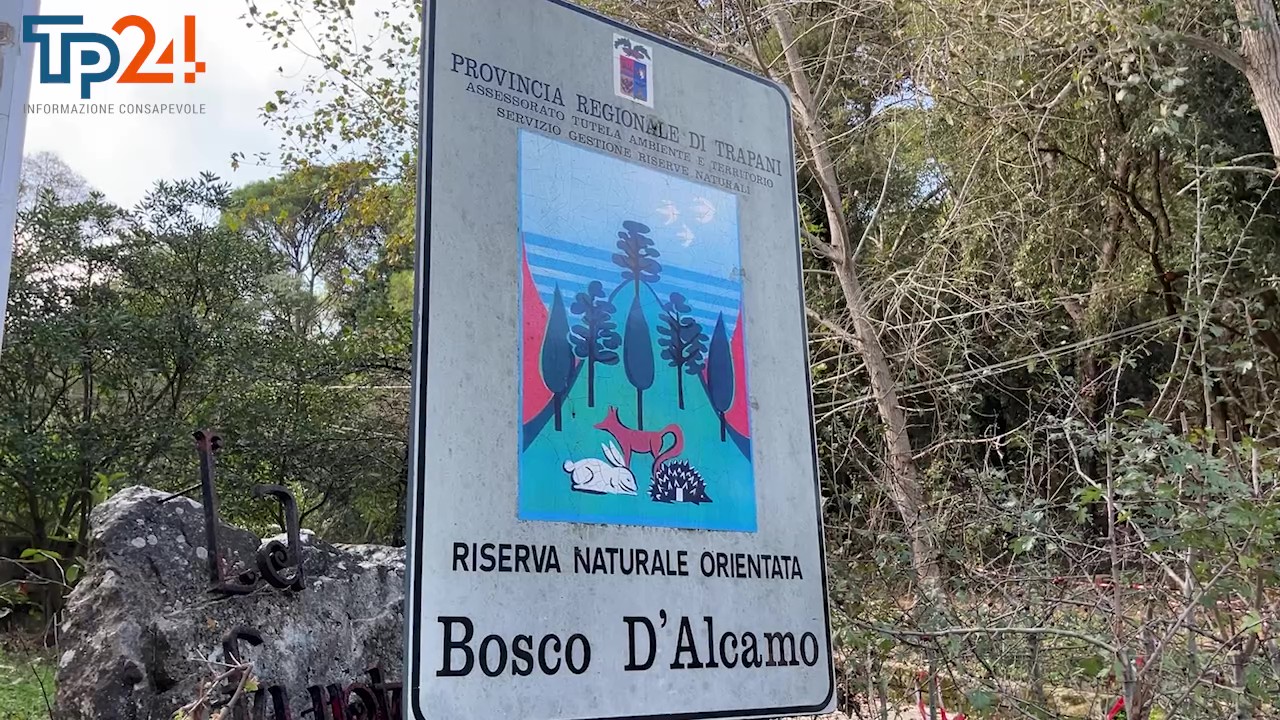 TP24!
INFORMAZIONE CONSAPEVOLE
PROVINCIA REGIONALE DI TRAPANI
ASSESSORATO TUTELA AMBIENTE E TERRITORIO
SERVIZIO GESTIONE RISERVE NATURALI
RISERVA NATURALE ORIENTATA
Bosco D'Alcamo